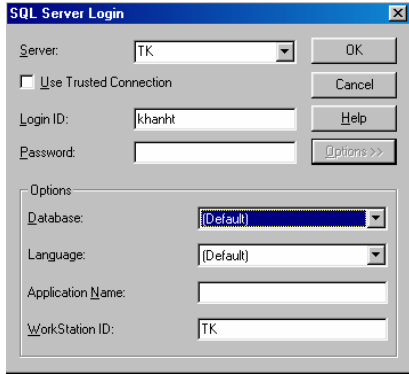 SQL Server Login
Server: TK OK
Use Trusted Connection Cancel
Login ID: khanht Help
Password: Options >>
Options
Database: (Default)
Language: (Default)
Application Name:
WorkStation ID: TK